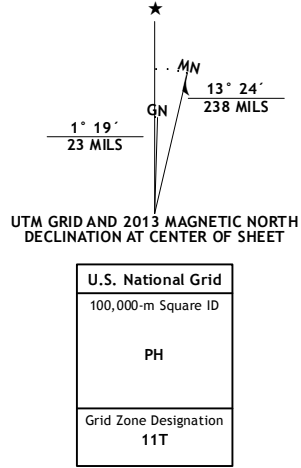 ★
MN
GN
13° 24´
238 MILS
1° 19´
23 MILS
UTM GRID AND 2013 MAGNETIC NORTH
DECLINATION AT CENTER OF SHEET
U.S. National Grid
100,000-m Square ID
PH
Grid Zone Designation
11T